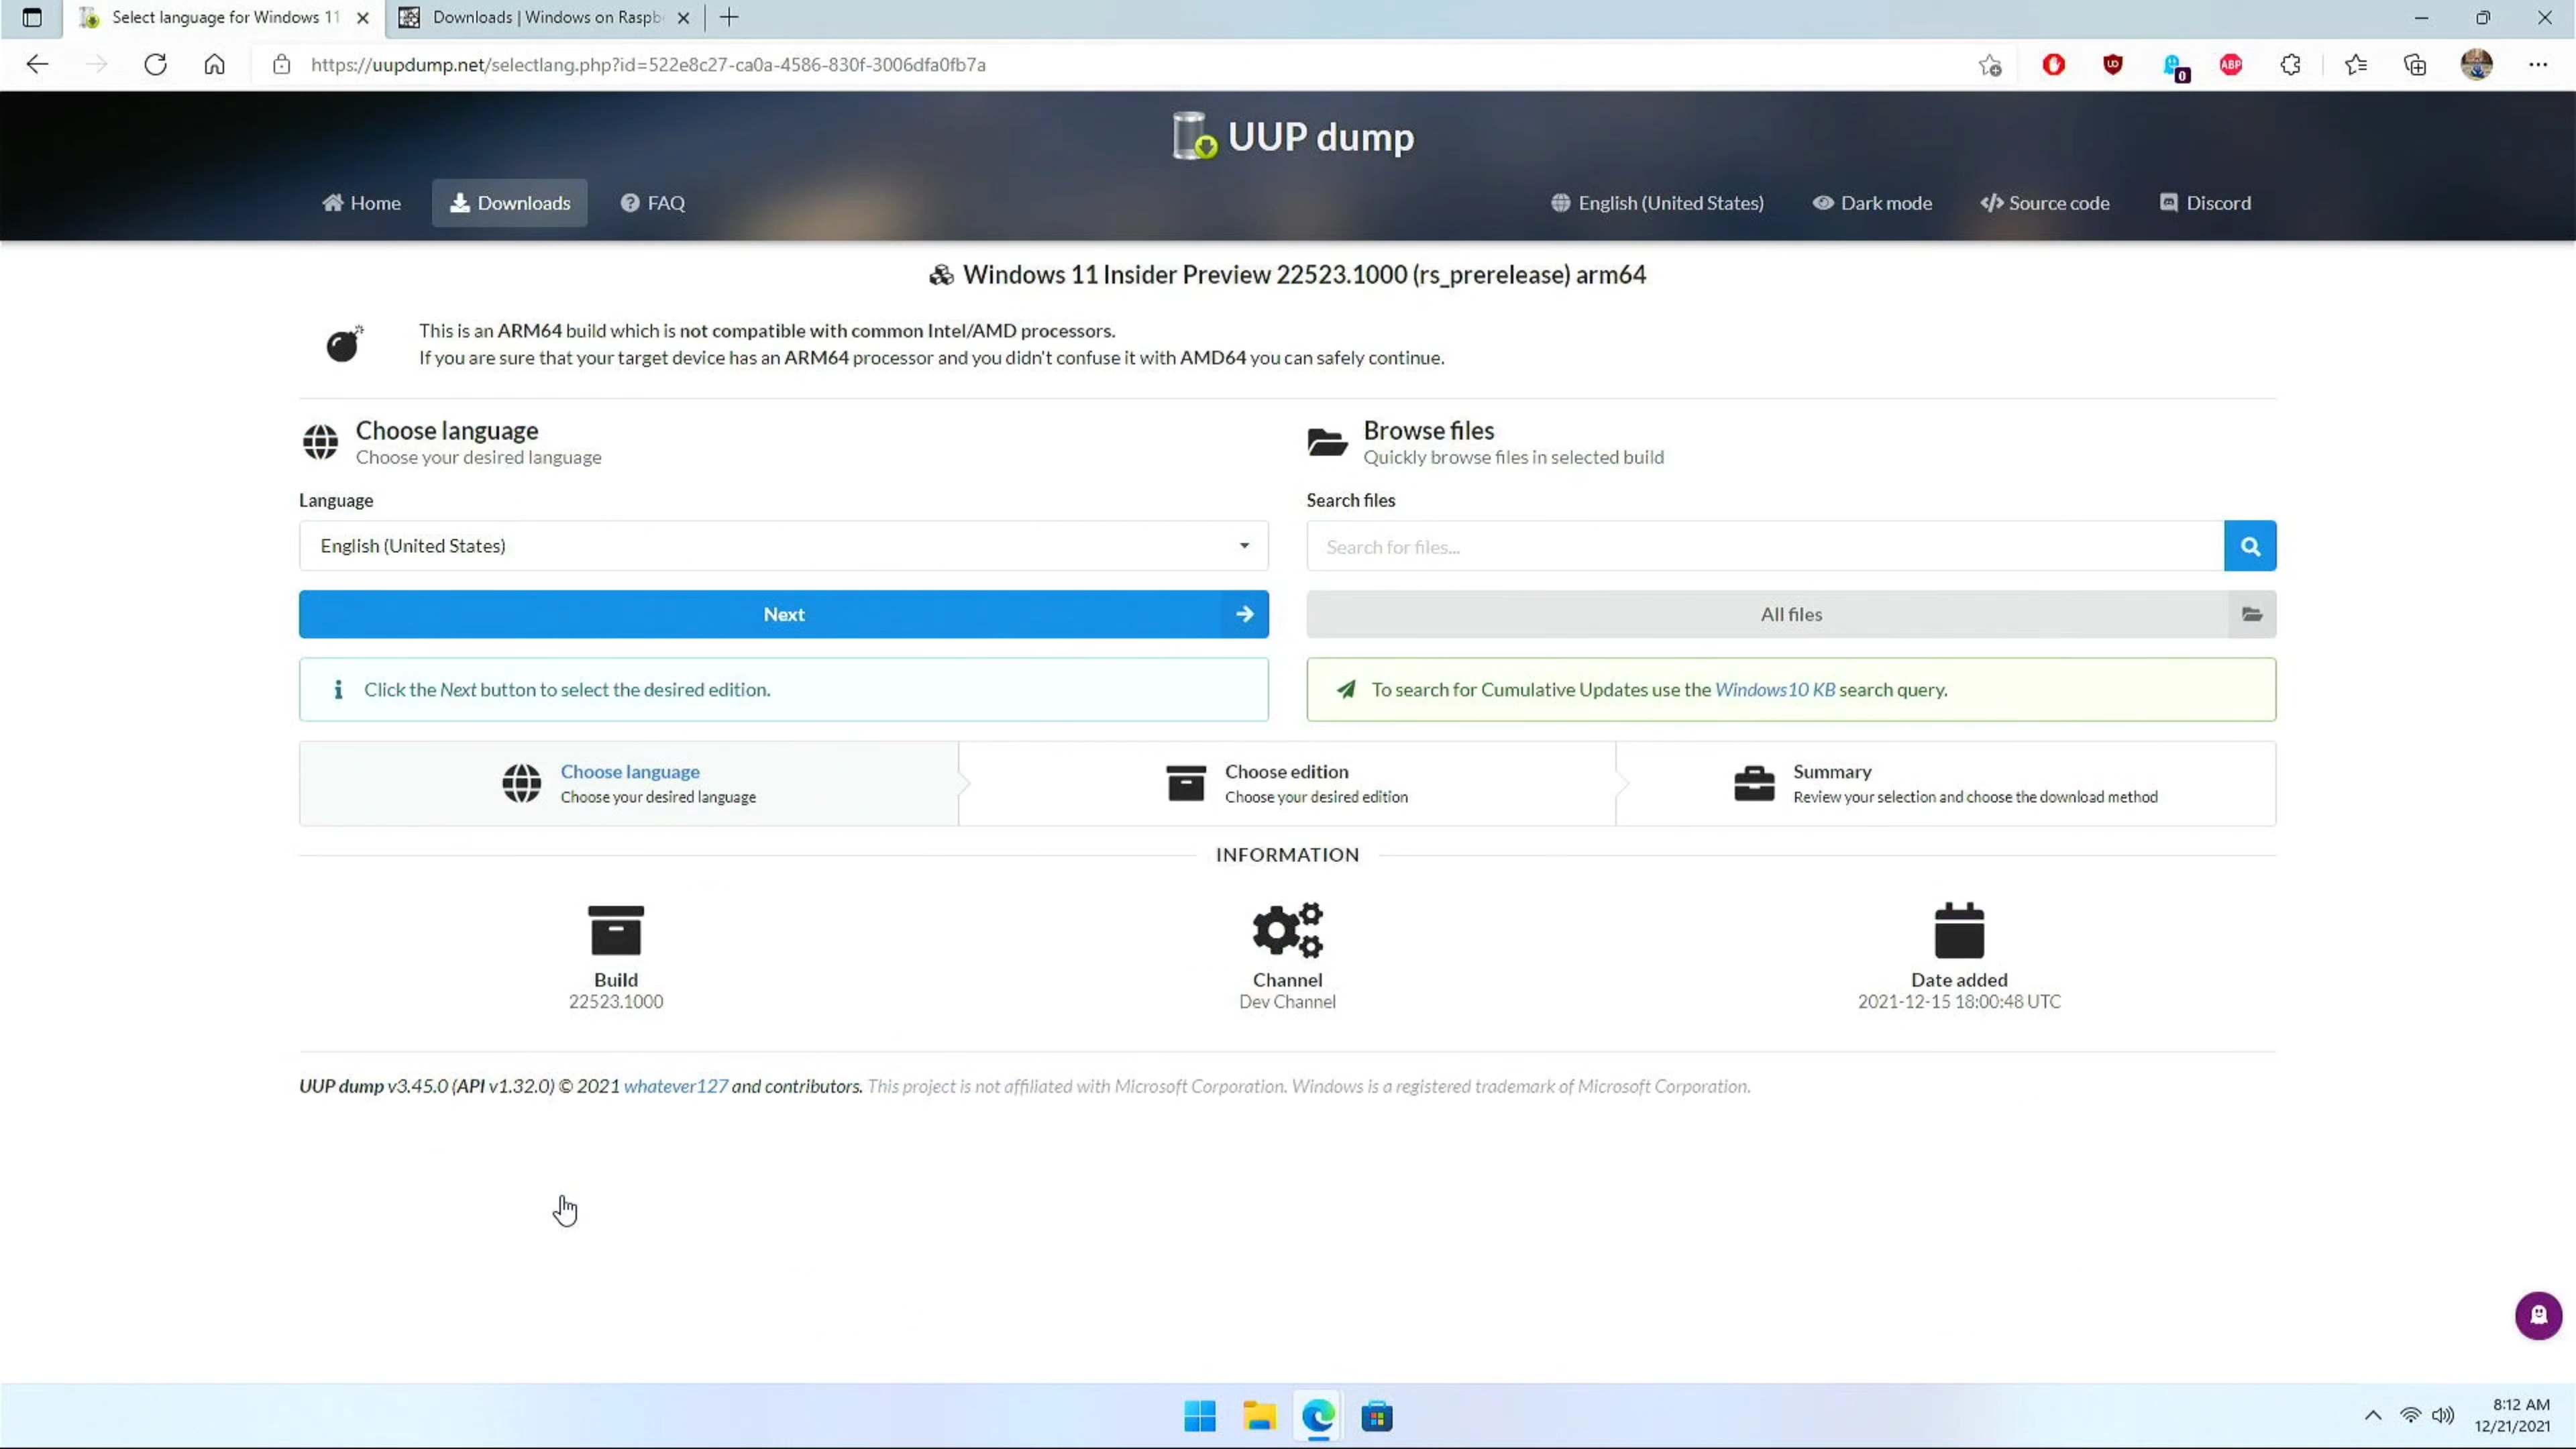 Select language for Windows 11
Downloads | Windows on Raspb
https://uupdump.net/selectlang.php?id=522e8c27-ca0a-4586-830f-3006dfa0fb7a
UD
0
ABP
UUP dump
Home
Downloads
FAQ
English (United States)
Dark mode
Source code
Discord
Windows 11 Insider Preview 22523.1000 (rs_prerelease) arm64
This is an ARM64 build which is not compatible with common Intel/AMD processors.
If you are sure that your target device has an ARM64 processor and you didn't confuse it with AMD64 you can safely continue.
Choose language
Choose your desired language
Language
English (United States)
Next
Click the Next button to select the desired edition.
Browse files
Quickly browse files in selected build
Search files
Search for files...
All files
To search for Cumulative Updates use the Windows10 KB search query.
Choose language
Choose your desired language
Choose edition
Choose your desired edition
Summary
Review your selection and choose the download method
INFORMATION
Build
22523.1000
Channel
Dev Channel
Date added
2021-12-15 18:00:48 UTC
UUP dump v3.45.0 (API v1.32.0) © 2021 whatever127 and contributors. This project is not affiliated with Microsoft Corporation. Windows is a registered trademark of Microsoft Corporation.
8:12 AM
12/21/2021